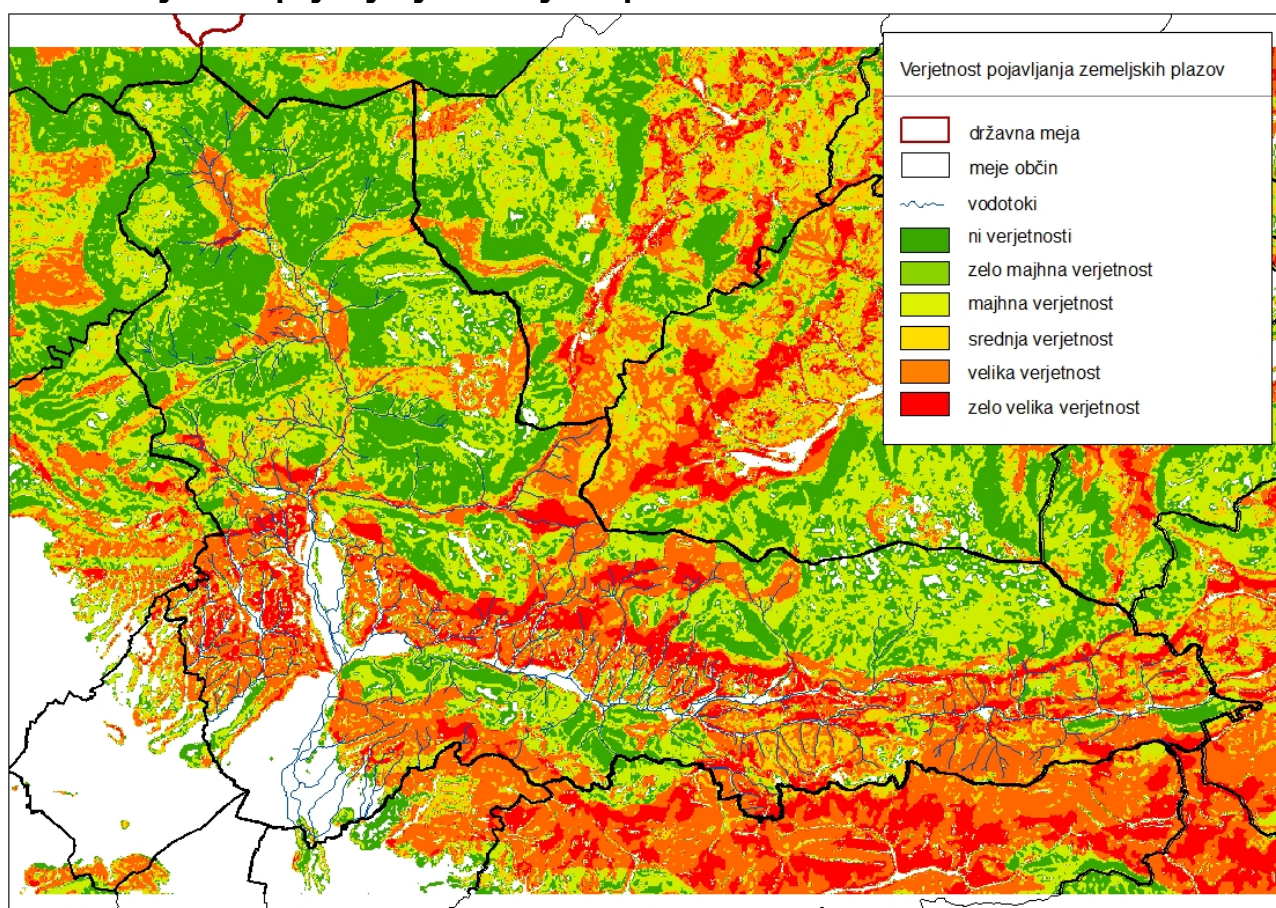 Verjetnost pojavljanja zemeljskih plazov
državna meja
meje občin
vodotoki
ni verjetnosti
zelo majhna verjetnost
majhna verjetnost
srednja verjetnost
velika verjetnost
zelo velika verjetnost